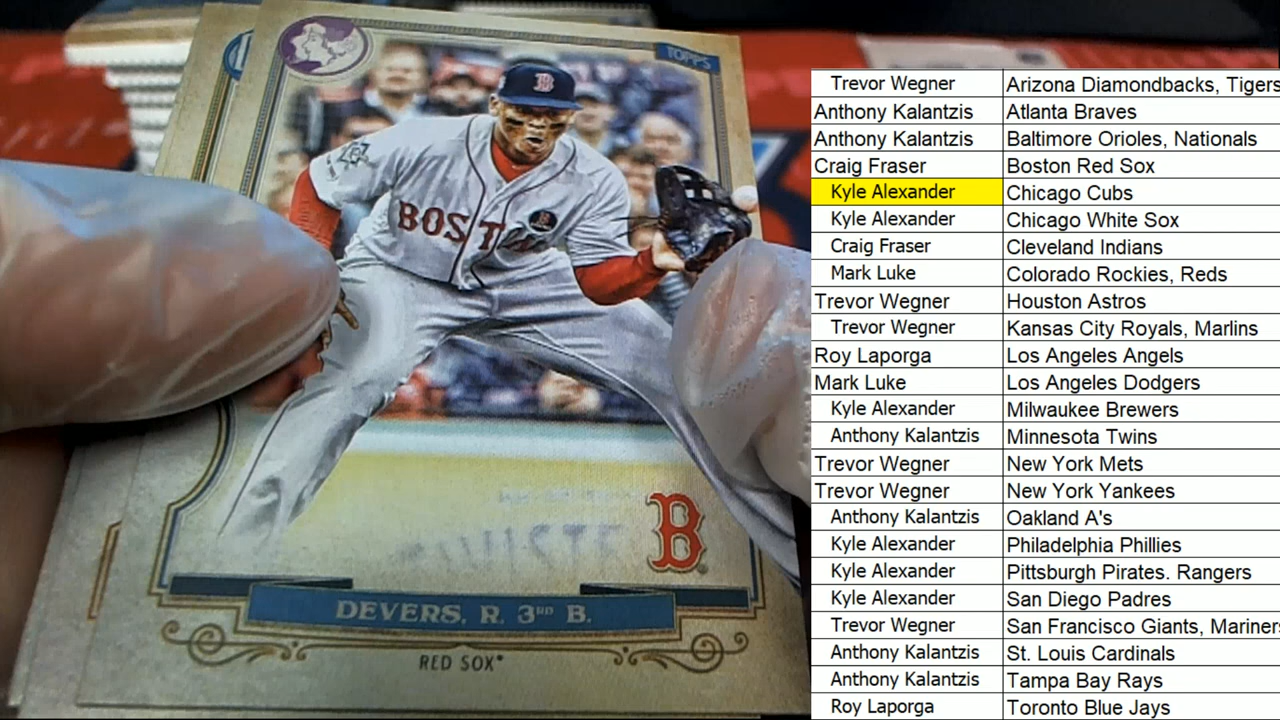 TOPPS
B
BOST
B
DEVERS, R. 3RD B.
RED SOX
Trevor Wegner Arizona Diamondbacks, Tigers
Anthony Kalantzis Atlanta Braves
Anthony Kalantzis Baltimore Orioles, Nationals
Craig Fraser Boston Red Sox
Kyle Alexander Chicago Cubs
Kyle Alexander Chicago White Sox
Craig Fraser Cleveland Indians
Mark Luke Colorado Rockies, Reds
Trevor Wegner Houston Astros
Trevor Wegner Kansas City Royals, Marlins
Roy Laporga Los Angeles Angels
Mark Luke Los Angeles Dodgers
Kyle Alexander Milwaukee Brewers
Anthony Kalantzis Minnesota Twins
Trevor Wegner New York Mets
Trevor Wegner New York Yankees
Anthony Kalantzis Oakland A's
Kyle Alexander Philadelphia Phillies
Kyle Alexander Pittsburgh Pirates. Rangers
Kyle Alexander San Diego Padres
Trevor Wegner San Francisco Giants, Mariners
Anthony Kalantzis St. Louis Cardinals
Anthony Kalantzis Tampa Bay Rays
Roy Laporga Toronto Blue Jays